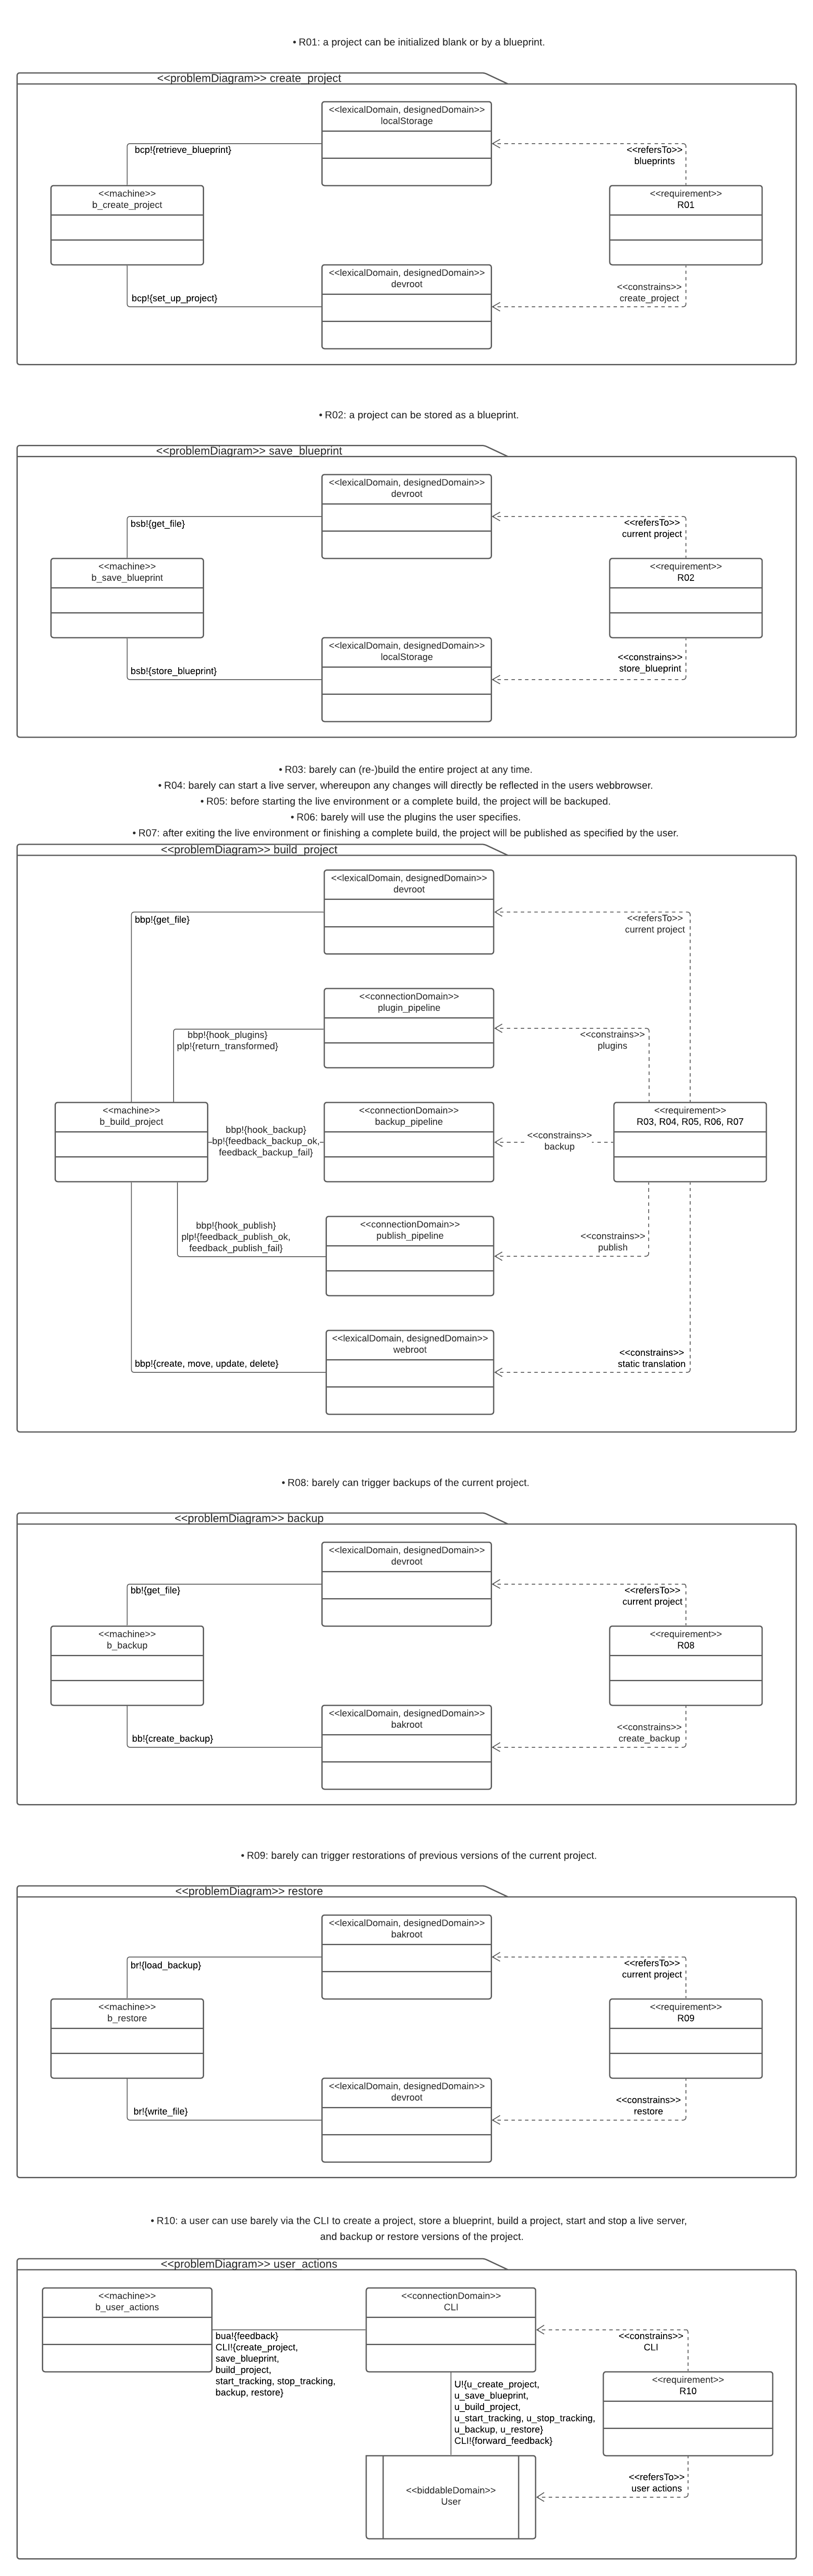 • R01: a project can be initialized blank or by a blueprint.
<<problemDiagram>> create_project
<<lexicalDomain, designedDomain>>
localStorage
bcp!{retrieve_blueprint}
<<refersTo>>
blueprints
<<machine>>
b_create_project
<<requirement>>
R01
<<lexicalDomain, designedDomain>>
devroot
bcp!{set_up_project}
<<constrains>>
create_project
• R02: a project can be stored as a blueprint.
<<problemDiagram>> save_blueprint
<<lexicalDomain, designedDomain>>
devroot
bsb!{get_file}
<<refersTo>>
current project
<<machine>>
b_save_blueprint
<<requirement>>
R02
<<lexicalDomain, designedDomain>>
localStorage
bsb!{store_blueprint}
<<constrains>>
store_blueprint
• R03: barely can (re-)build the entire project at any time.
• R04: barely can start a live server, whereupon any changes will directly be reflected in the users webbrowser.
• R05: before starting the live environment or a complete build, the project will be backuped.
• R06: barely will use the plugins the user specifies.
• R07: after exiting the live environment or finishing a complete build, the project will be published as specified by the user.
<<problemDiagram>> build_project
<<lexicalDomain, designedDomain>>
devroot
bbp!{get_file}
<<refersTo>>
current project
<<connectionDomain>>
plugin_pipeline
bbp!{hook_plugins}
plp!{return_transformed}
<<constrains>>
plugins
<<machine>>
b_build_project
bbp!{hook_backup}
bp!{feedback_backup_ok,
feedback_backup_fail}
<<connectionDomain>>
backup_pipeline
<<constrains>>
backup
<<requirement>>
R03, R04, R05, R06, R07
bbp!{hook_publish}
plp!{feedback_publish_ok,
feedback_publish_fail}
<<connectionDomain>>
publish_pipeline
<<constrains>>
publish
<<lexicalDomain, designedDomain>>
webroot
bbp!{create, move, update, delete}
<<constrains>>
static translation
• R08: barely can trigger backups of the current project.
<<problemDiagram>> backup
<<lexicalDomain, designedDomain>>
devroot
bb!{get_file}
<<refersTo>>
current project
<<machine>>
b_backup
<<requirement>>
R08
<<lexicalDomain, designedDomain>>
bakroot
bb!{create_backup}
<<constrains>>
create_backup
• R09: barely can trigger restorations of previous versions of the current project.
<<problemDiagram>> restore
<<lexicalDomain, designedDomain>>
bakroot
br!{load_backup}
<<refersTo>>
current project
<<machine>>
b_restore
<<requirement>>
R09
<<lexicalDomain, designedDomain>>
devroot
br!{write_file}
<<constrains>>
restore
• R10: a user can use barely via the CLI to create a project, store a blueprint, build a project, start and stop a live server,
and backup or restore versions of the project.
<<problemDiagram>> user_actions
<<machine>>
b_user_actions
<<connectionDomain>>
CLI
bua!{feedback}
CLI!{create_project,
save_blueprint,
build_project,
start_tracking, stop_tracking,
backup, restore}
<<constrains>>
CLI
<<requirement>>
R10
U!{u_create_project,
u_save_blueprint,
u_build_project,
u_start_tracking, u_stop_tracking,
u_backup, u_restore}
CLI!{forward_feedback}
<<biddableDomain>>
User
<<refersTo>>
user actions